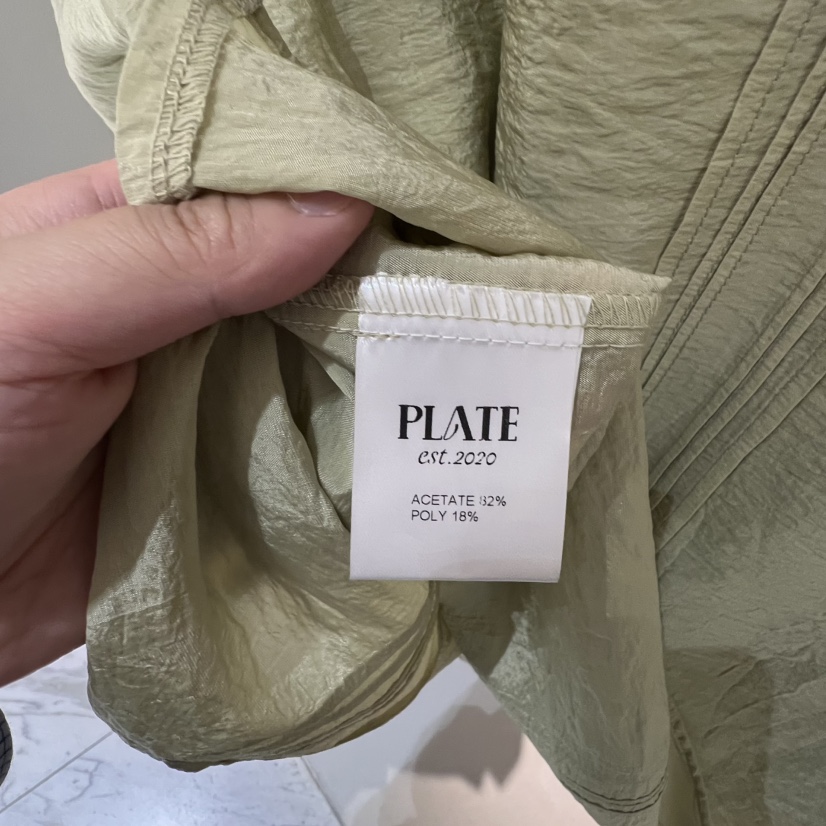 PLATE
est.2020
ACETATE 82%
POLY 18%